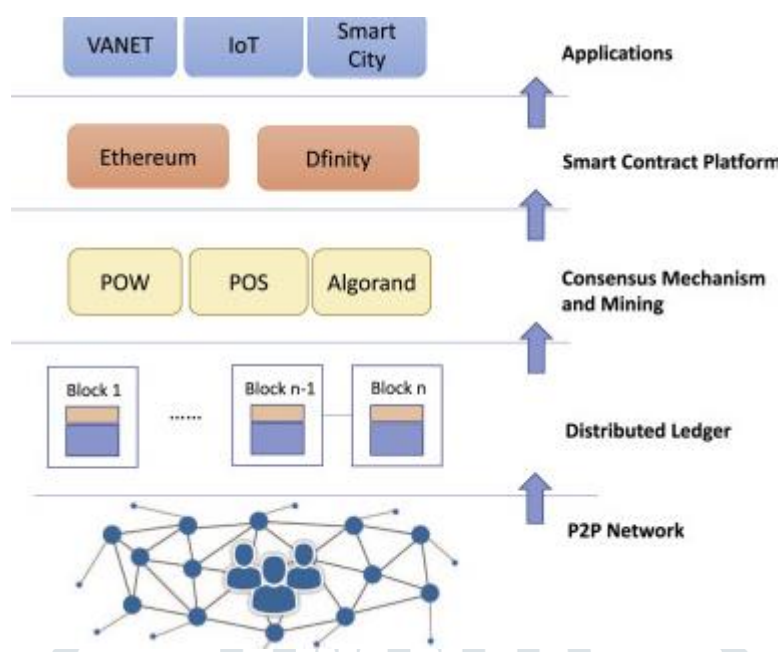 VANET
IoT
Smart
City
Applications
Ethereum
Dfinity
Smart Contract Platform
POW
POS
Algorand
Consensus Mechanism
and Mining
Block 1
......
Block n-1
Block n
Distributed Ledger
P2P Network